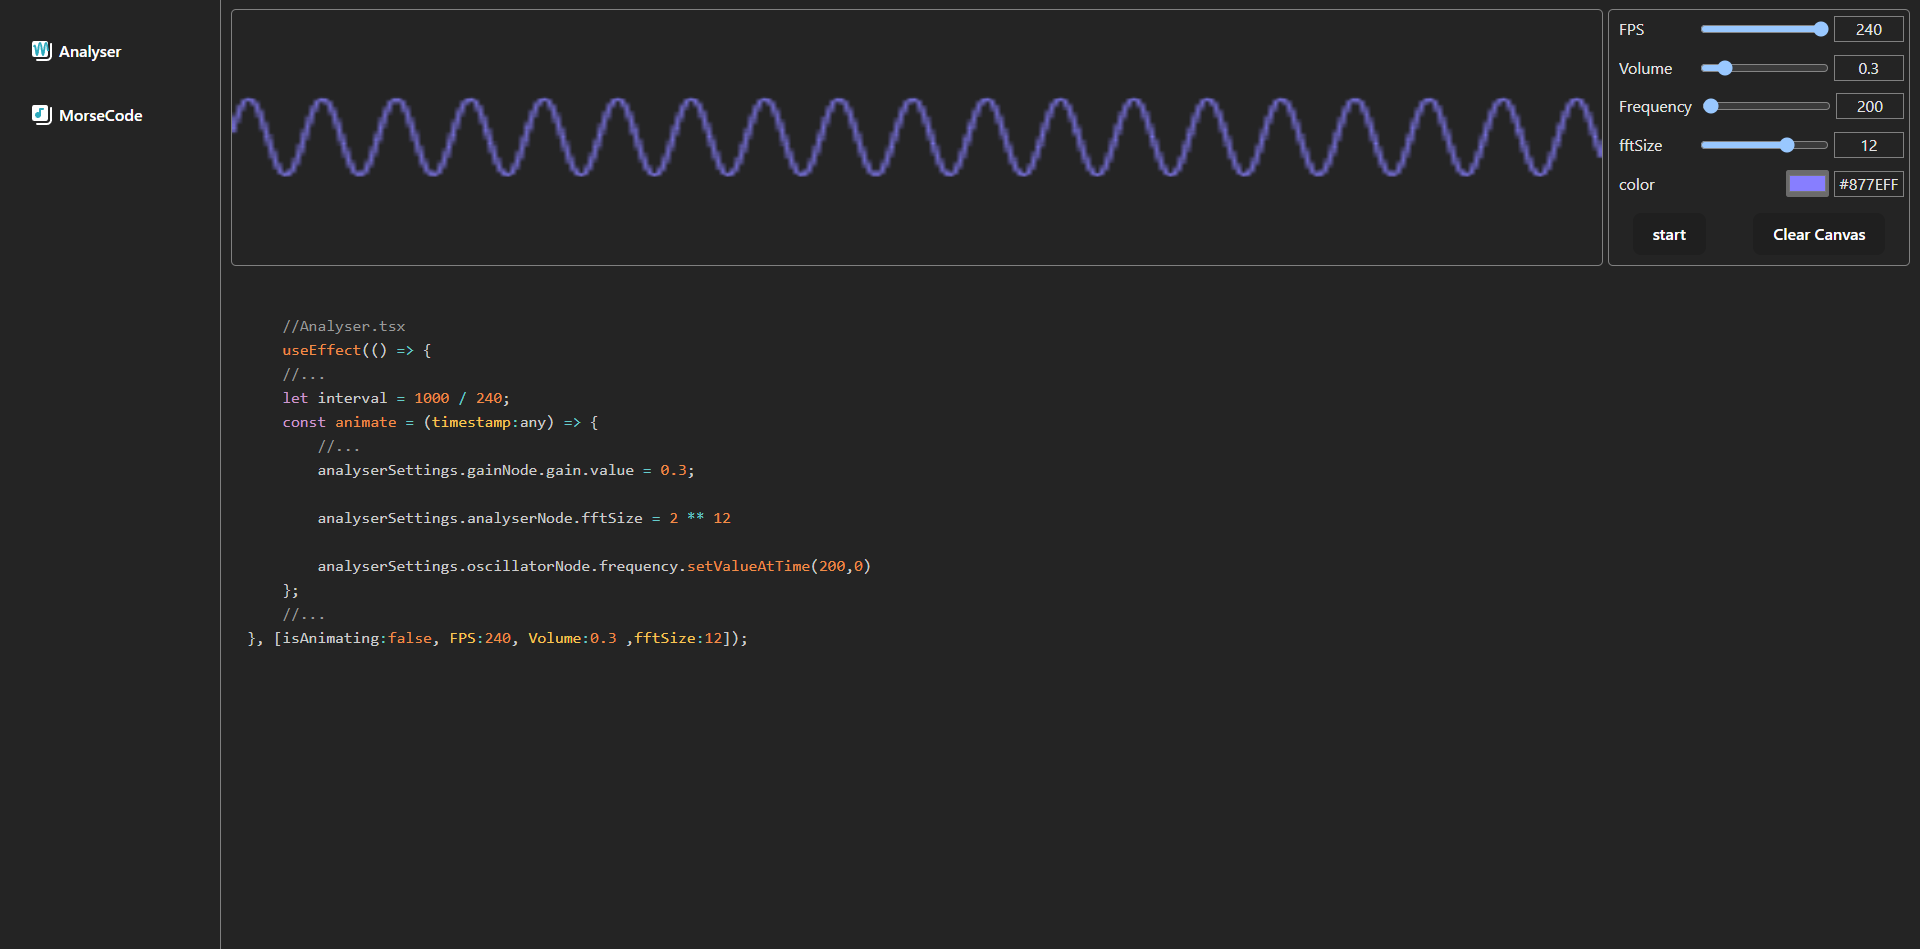 Analyser
MorseCode
FPS 240
Volume 0.3
Frequency 200
fftSize 12
color #877EFF
start Clear Canvas
//Analyser.tsx
useEffect(() => {
//...
let interval = 1000 / 240;
const animate = (timestamp:any) => {
//...
analyserSettings.gainNode.gain.value = 0.3;
analyserSettings.analyserNode.fftSize = 2 ** 12
analyserSettings.oscillatorNode.frequency.setValueAtTime(200,0)
};
//...
}, [isAnimating:false, FPS:240, Volume:0.3 ,fftSize:12]);